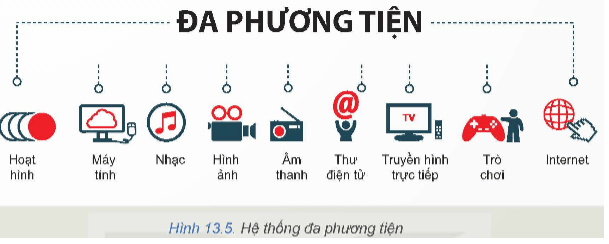 ĐA PHƯƠNG TIỆN
TV
Hoạt
hình
Máy
tính
Nhạc
Hình
ảnh
Âm
thanh
Thư
điện tử
Truyền hình
trực tiếp
Trò
chơi
Internet
Hình 13.5. Hệ thống đa phương tiện